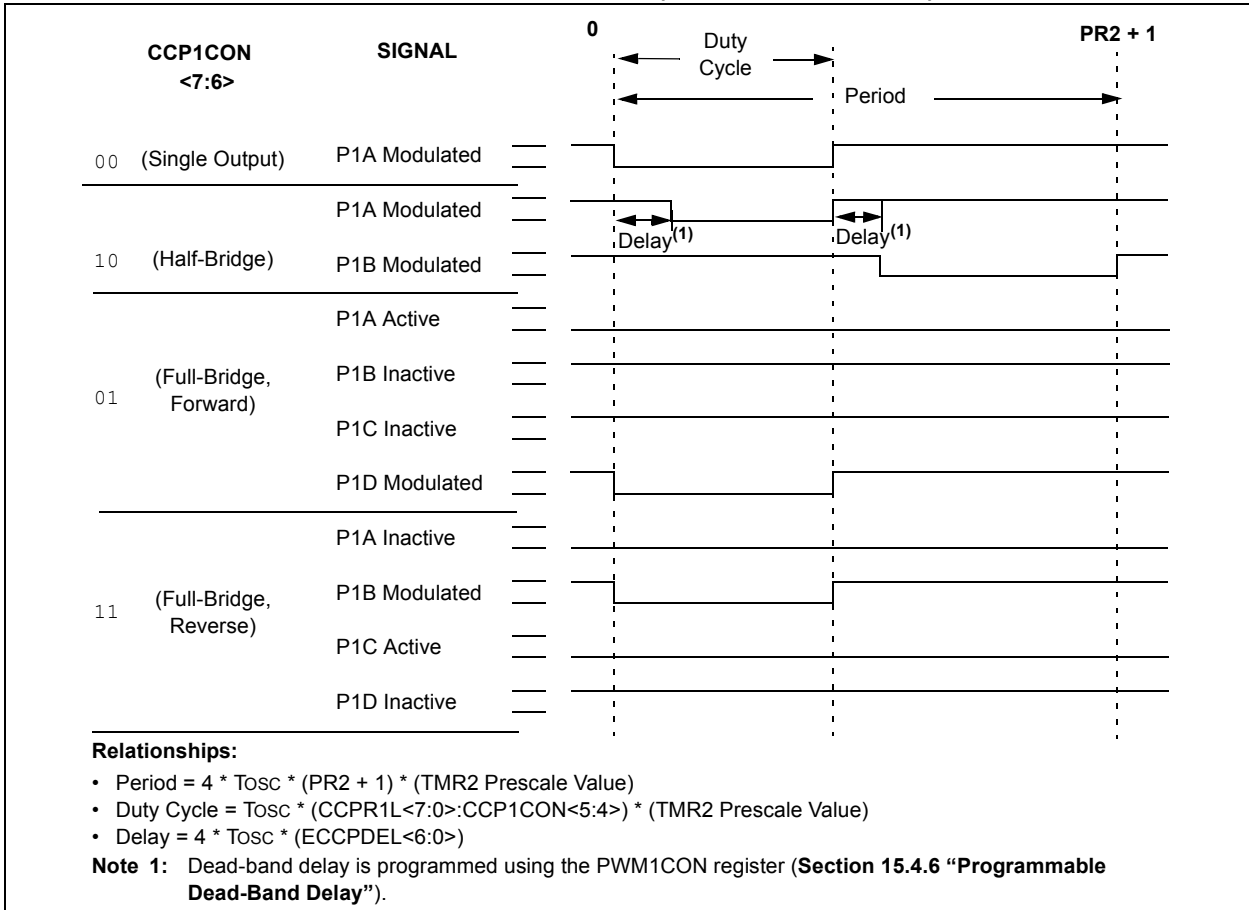 0
Duty
Cycle
PR2 + 1
CCP1CON
<7:6>
SIGNAL
Period
00 (Single Output) P1A Modulated
P1A Modulated
Delay(1) Delay(1)
10 (Half-Bridge) P1B Modulated
P1A Active
P1B Inactive
01 (Full-Bridge,
Forward)
P1C Inactive
P1D Modulated
P1A Inactive
P1B Modulated
11 (Full-Bridge,
Reverse)
P1C Active
P1D Inactive
Relationships:
• Period = 4 * TOSC * (PR2 + 1) * (TMR2 Prescale Value)
• Duty Cycle = TOSC * (CCPR1L<7:0>:CCP1CON<5:4>) * (TMR2 Prescale Value)
• Delay = 4 * TOSC * (ECCPDEL<6:0>)
Note 1: Dead-band delay is programmed using the PWM1CON register (Section 15.4.6 “Programmable
Dead-Band Delay”).